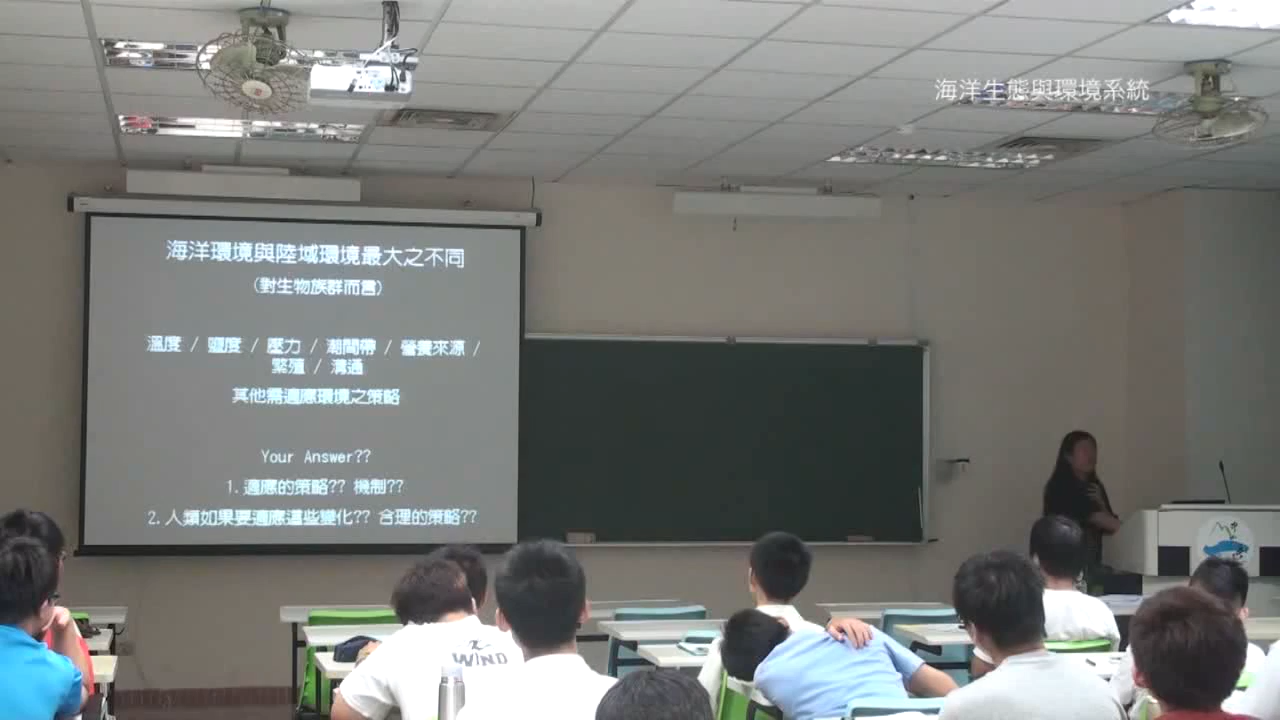 海洋生態與環境系統
海洋環境與陸域環境最大之不同
(對生物族群而言)
溫度 / 鹽度 / 壓力 / 潮間帶 / 營養來源 /
繁殖 / 溝通
其他需適應環境之策略
Your Answer??
1.適應的策略?? 機制??
2.人類如果要適應這些變化?? 合理的策略??
WIND